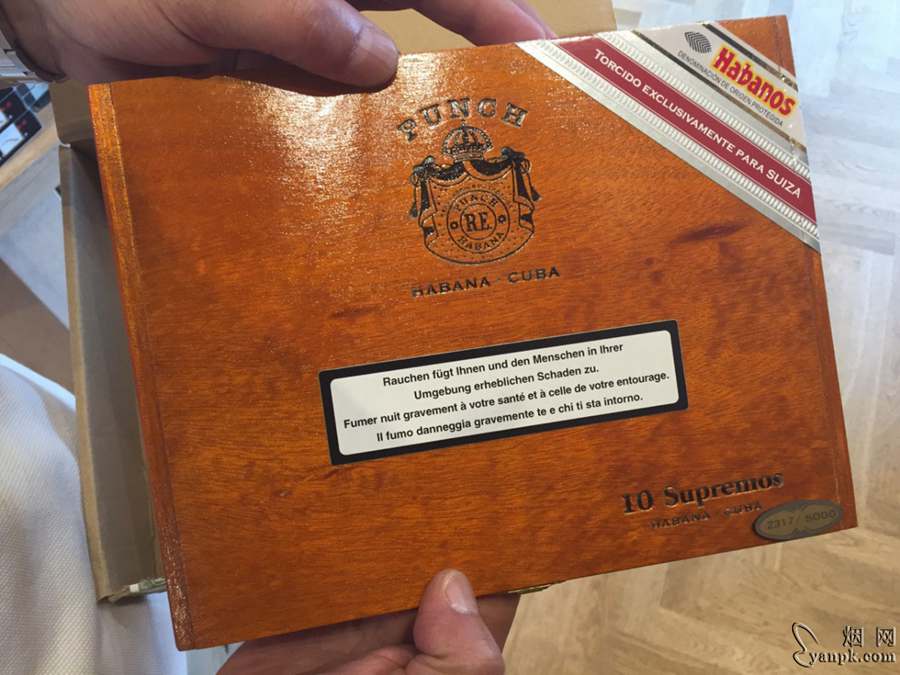 Habanos
DENOMINACIÓN DE ORIGEN PROTEGIDA
TORCIDO EXCLUSIVAMENTE PARA SUIZA
PUNCH
PUNCH
RE
HABANA
HABANA - CUBA
Rauchen fügt Ihnen und den Menschen in Ihrer
Umgebung erheblichen Schaden zu.
Fumer nuit gravement à votre santé et à celle de votre entourage.
Il fumo danneggia gravemente te e chi ti sta intorno.
10 Supremos
HABANA - CUBA
2317 / 5000
烟网
yanpk.com